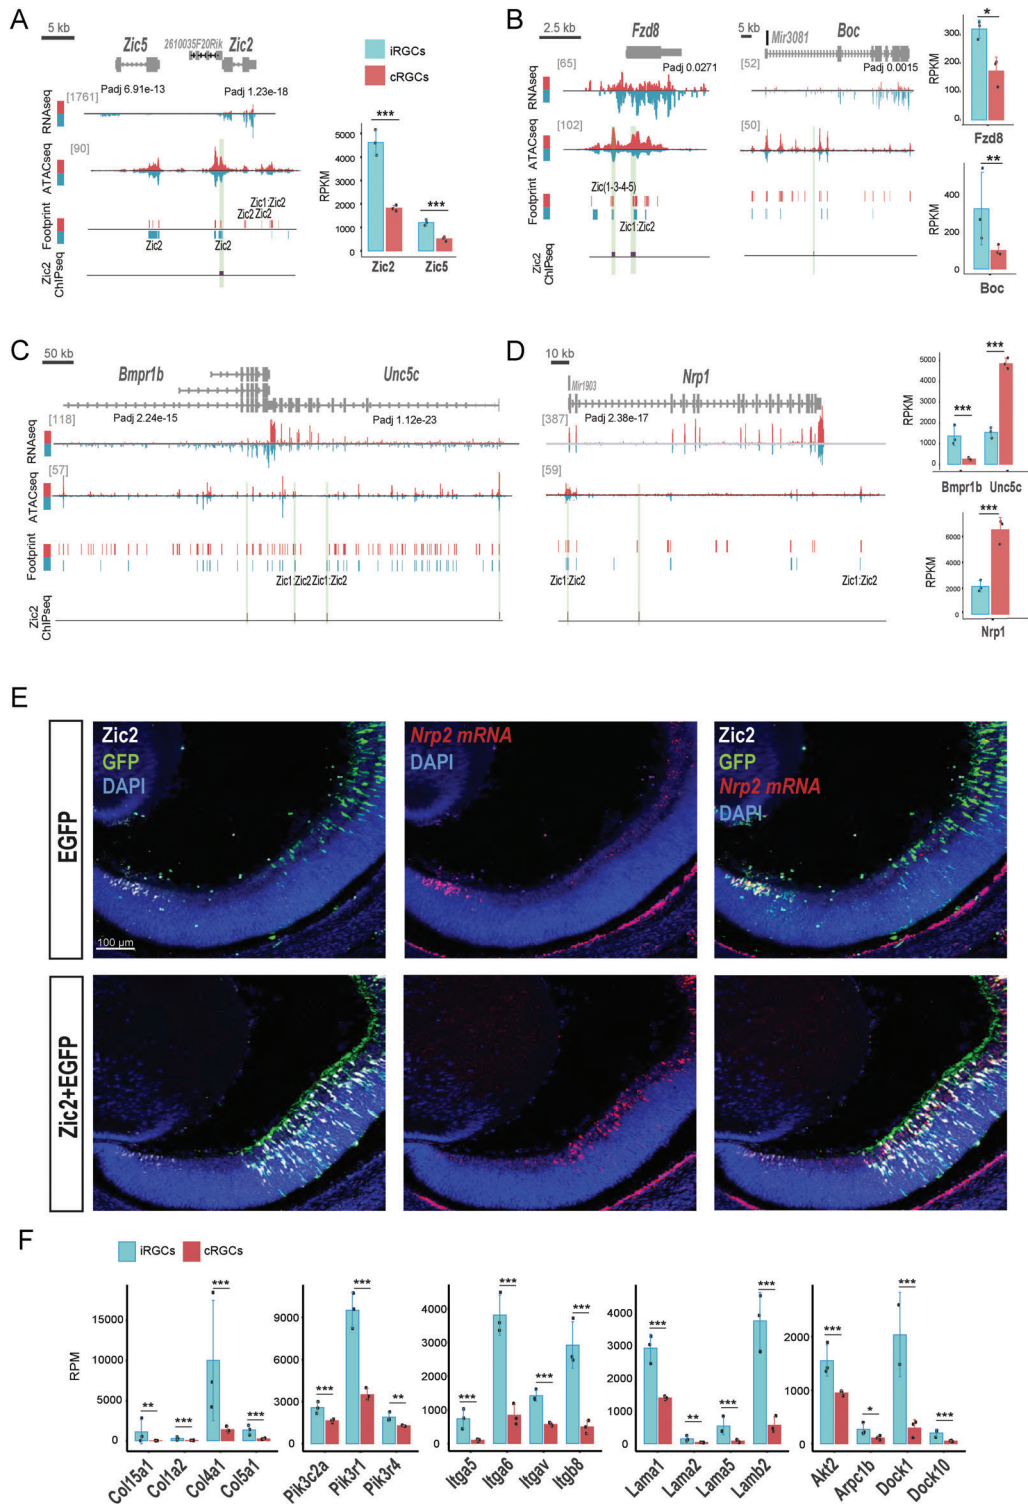 A
5 kb
Zic5
2610035F20Rik
Zic2
iRGCs
cRGCs
Padj 6.91e-13
Padj 1.23e-18
[1761]
RNAseq
[90]
ATACseq
Footprint
Zic1:Zic2
Zic2 Zic2
Zic2
Zic2
Zic2
ChIPseq
RPKM
5000
4000
3000
2000
1000
0
***
***
Zic2
Zic5
B
2.5 kb
Fzd8
5 kb
Mir3081
Boc
[65]
Padj 0.0271
[52]
Padj 0.0015
RNAseq
[102]
[50]
ATACseq
Zic(1-3-4-5)
Footprint
Zic1:Zic2
Zic2
ChIPseq
RPKM
300
200
100
0
*
Fzd8
RPKM
400
200
0
**
Boc
C
50 kb
Bmpr1b
Unc5c
Padj 2.24e-15
Padj 1.12e-23
[118]
RNAseq
[57]
ATACseq
Footprint
Zic1:Zic2 Zic1:Zic2
Zic2
ChIPseq
D
10 kb
Mir1903
Nrp1
[387]
Padj 2.38e-17
[59]
Zic1:Zic2
Zic1:Zic2
RPKM
5000
4000
3000
2000
1000
0
***
***
Bmpr1b
Unc5c
RPKM
6000
4000
2000
0
***
Nrp1
E
EGFP
Zic2
GFP
DAPI
100 µm
Nrp2 mRNA
DAPI
Zic2
GFP
Nrp2 mRNA
DAPI
Zic2+EGFP
F
iRGCs
cRGCs
RPM
15000
10000
5000
0
**
***
***
***
Col15a1
Col1a2
Col4a1
Col5a1
9000
6000
3000
0
***
***
**
Pik3c2a
Pik3r1
Pik3r4
4000
3000
2000
1000
0
***
***
***
***
Itga5
Itga6
Itgav
Itgb8
3000
2000
1000
0
***
**
***
***
Lama1
Lama2
Lama5
Lamb2
2000
1000
0
***
*
***
***
Akt2
Arpc1b
Dock1
Dock10